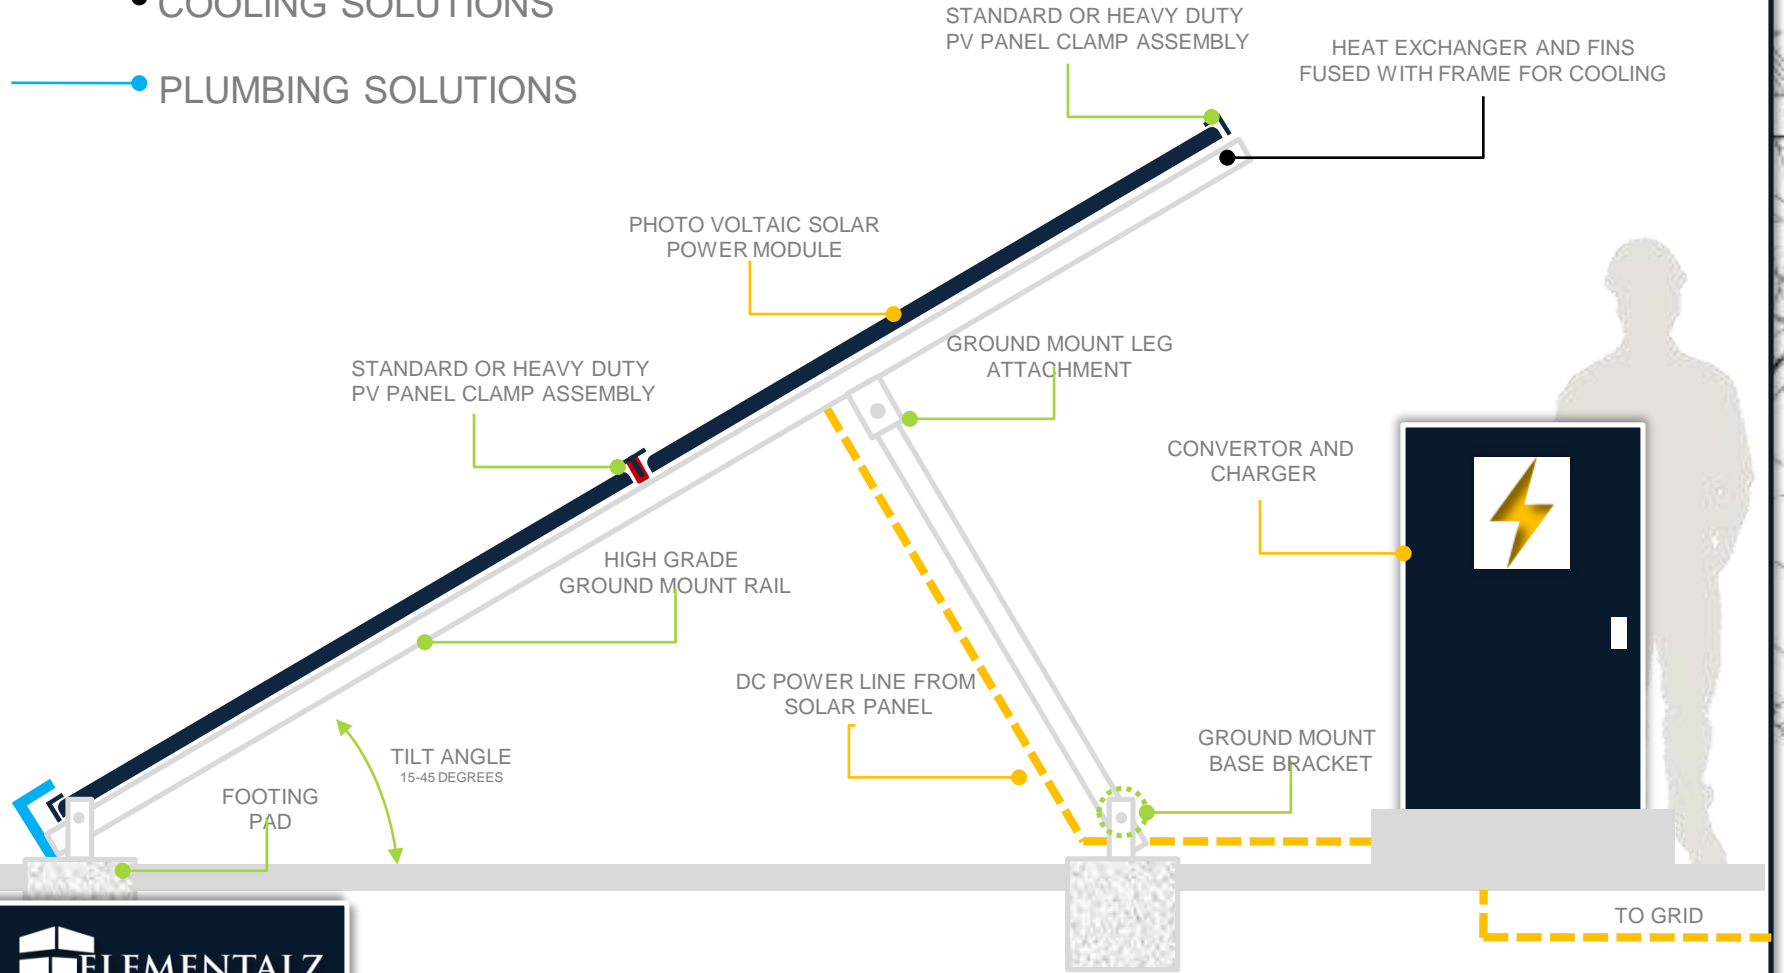 COOLING SOLUTIONS
PLUMBING SOLUTIONS
STANDARD OR HEAVY DUTY
PV PANEL CLAMP ASSEMBLY
HEAT EXCHANGER AND FINS
FUSED WITH FRAME FOR COOLING
PHOTO VOLTAIC SOLAR
POWER MODULE
GROUND MOUNT LEG
ATTACHMENT
STANDARD OR HEAVY DUTY
PV PANEL CLAMP ASSEMBLY
CONVERTOR AND
CHARGER
HIGH GRADE
GROUND MOUNT RAIL
DC POWER LINE FROM
SOLAR PANEL
TILT ANGLE
15-45 DEGREES
GROUND MOUNT
BASE BRACKET
FOOTING
PAD
TO GRID
ELEMENTALZ